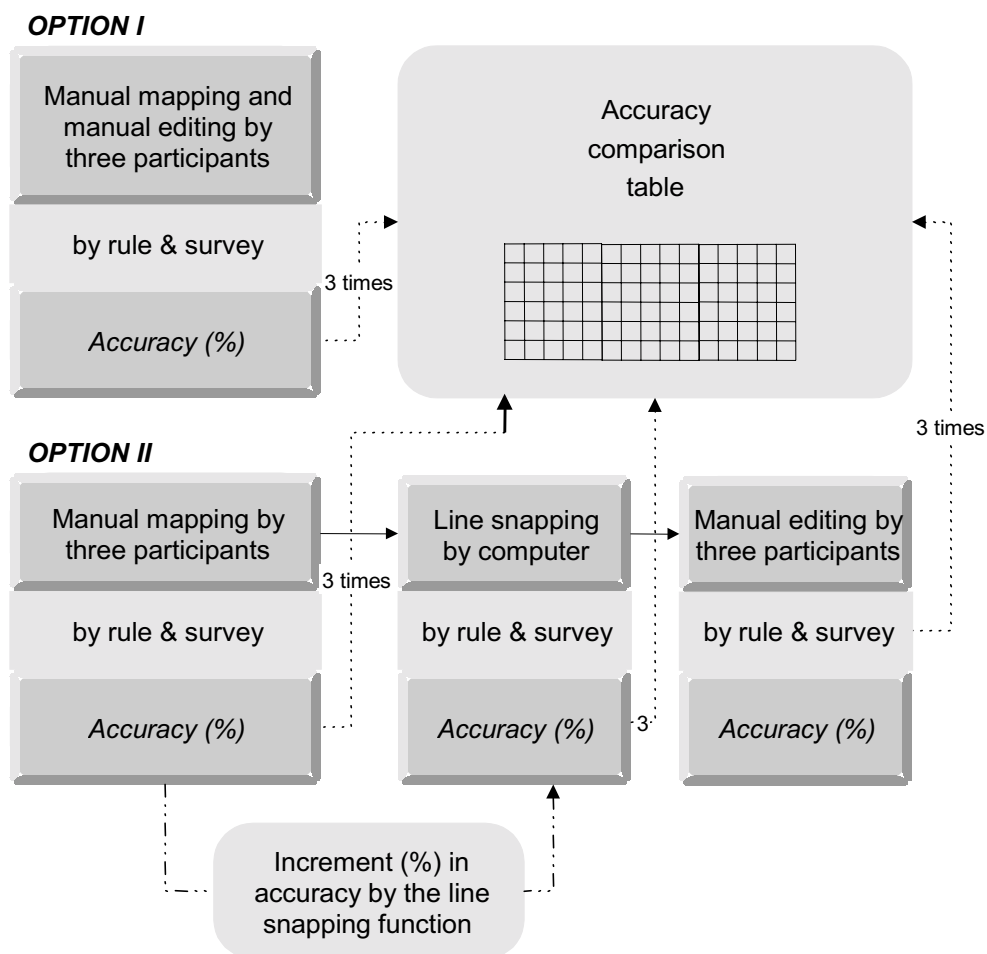 OPTION I
Manual mapping and
manual editing by
three participants
by rule & survey
Accuracy (%)
3 times
Accuracy
comparison
table
3 times
OPTION II
Manual mapping by
three participants
by rule & survey
Accuracy (%)
3 times
Line snapping
by computer
by rule & survey
Accuracy (%)
3
Manual editing by
three participants
by rule & survey
Accuracy (%)
Increment (%) in
accuracy by the line
snapping function